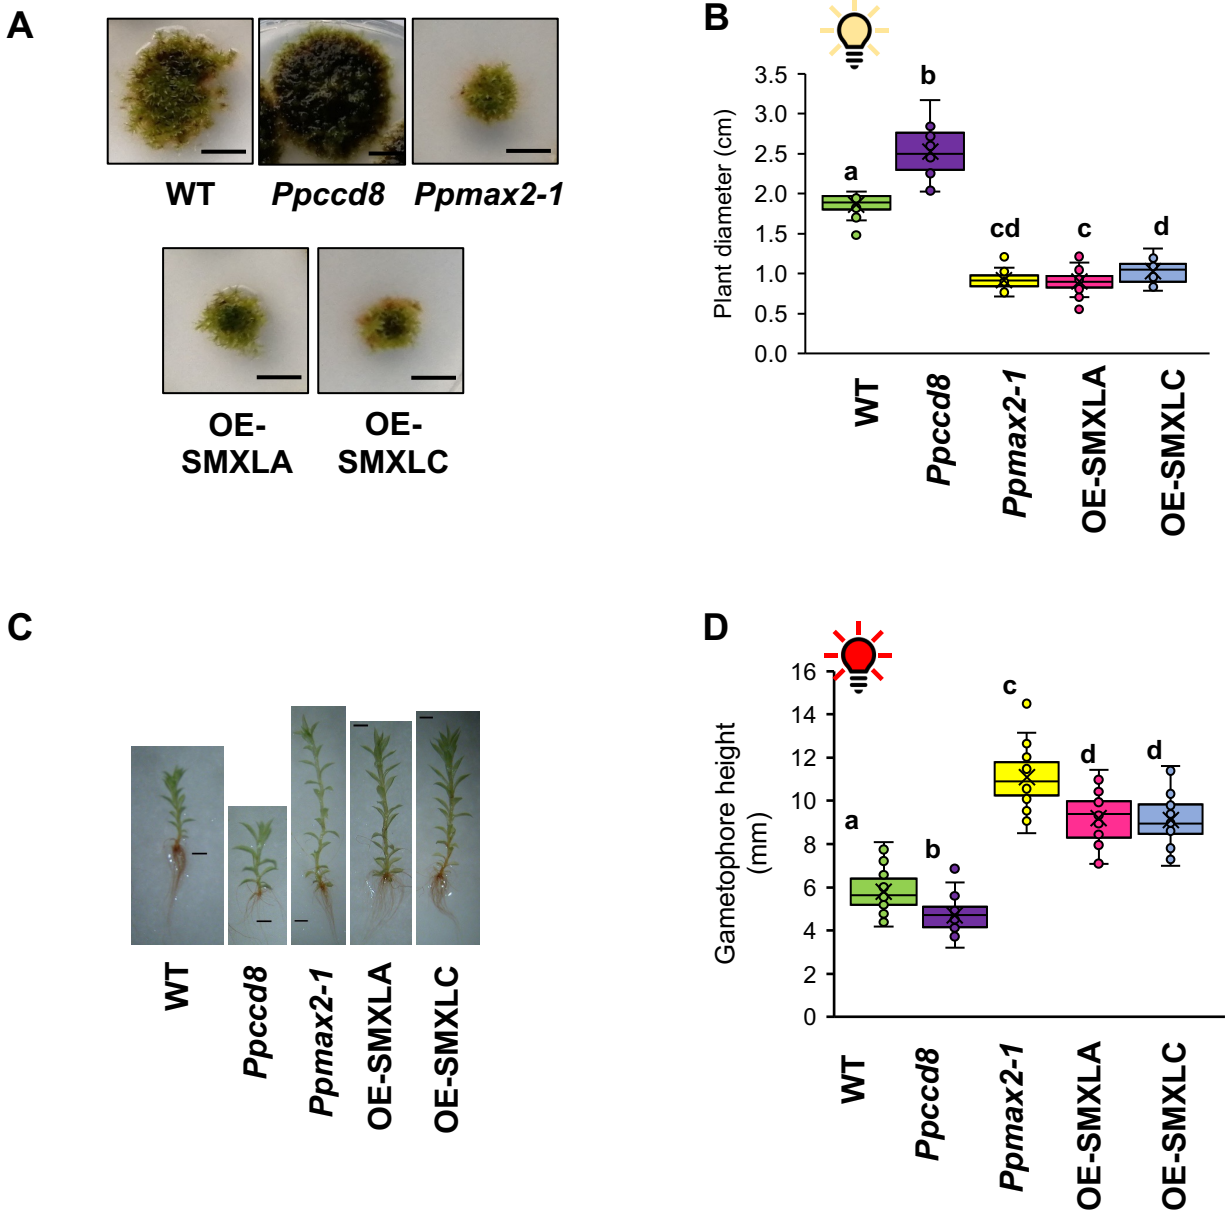 A
WT
Ppccd8
Ppmax2-1
OE-
SMXLA
OE-
SMXLC
B
Plant diameter (cm)
3.5
3.0
2.5
2.0
1.5
1.0
0.5
0.0
a
b
cd
c
d
WT
Ppccd8
Ppmax2-1
OE-SMXLA
OE-SMXLC
C
WT
Ppccd8
Ppmax2-1
OE-SMXLA
OE-SMXLC
D
Gametophore height
(mm)
16
14
12
10
8
6
4
2
0
a
b
c
d
d
WT
Ppccd8
Ppmax2-1
OE-SMXLA
OE-SMXLC